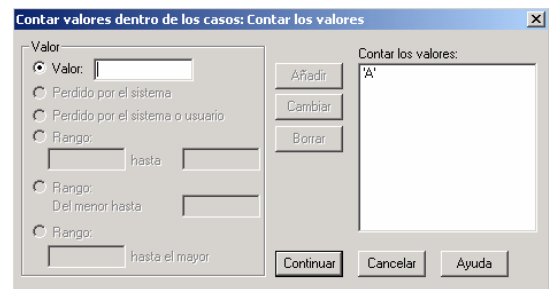 Contar valores dentro de los casos: Contar los valores
Valor
Valor:
Perdido por el sistema
Perdido por el sistema o usuario
Rango:
hasta
Rango:
Del menor hasta
Rango:
hasta el mayor
Añadir
Cambiar
Borrar
Contar los valores:
'A'
Continuar
Cancelar
Ayuda